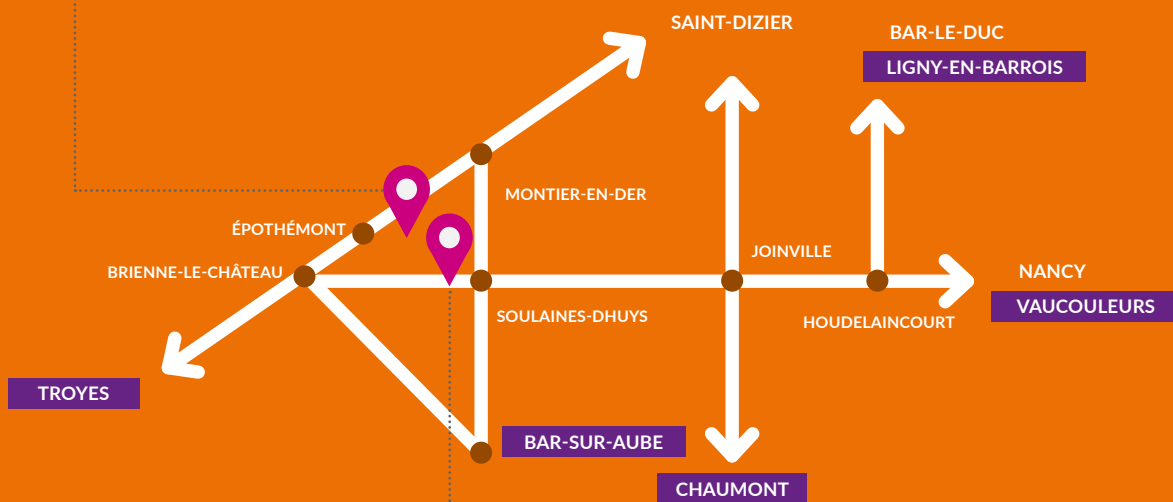 SAINT-DIZIER
BAR-LE-DUC
LIGNY-EN-BARROIS
MONTIER-EN-DER
ÉPOTHÉMONT
BRIENNE-LE-CHÂTEAU
JOINVILLE
NANCY
VAUCOULEURS
SOULAINES-DHUYS
HOUDELAINCOURT
TROYES
BAR-SUR-AUBE
CHAUMONT